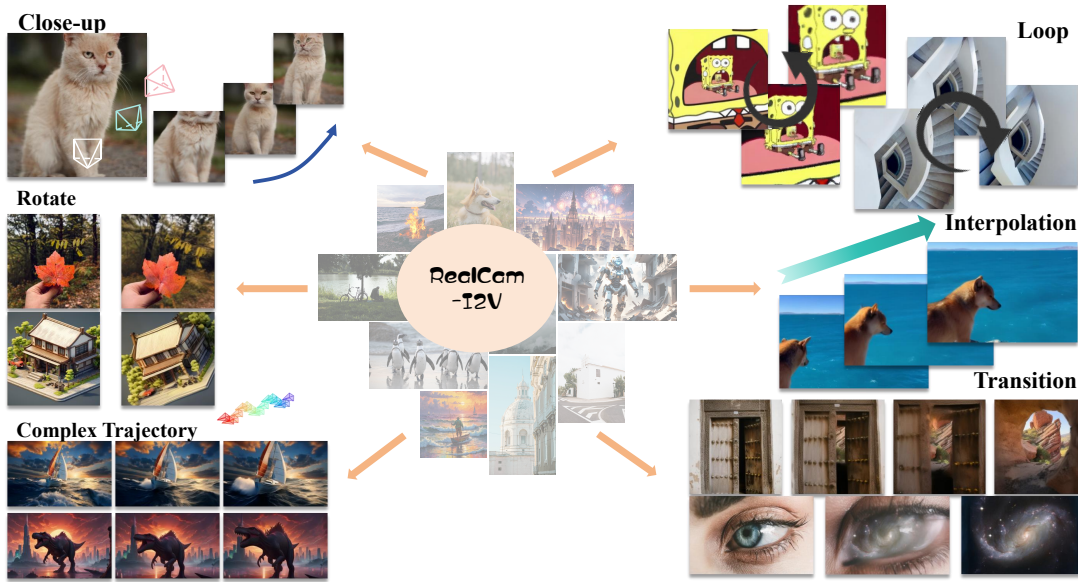 Close-up
Loop
Rotate
Interpolation
RealCam
-I2V
Transition
Complex Trajectory